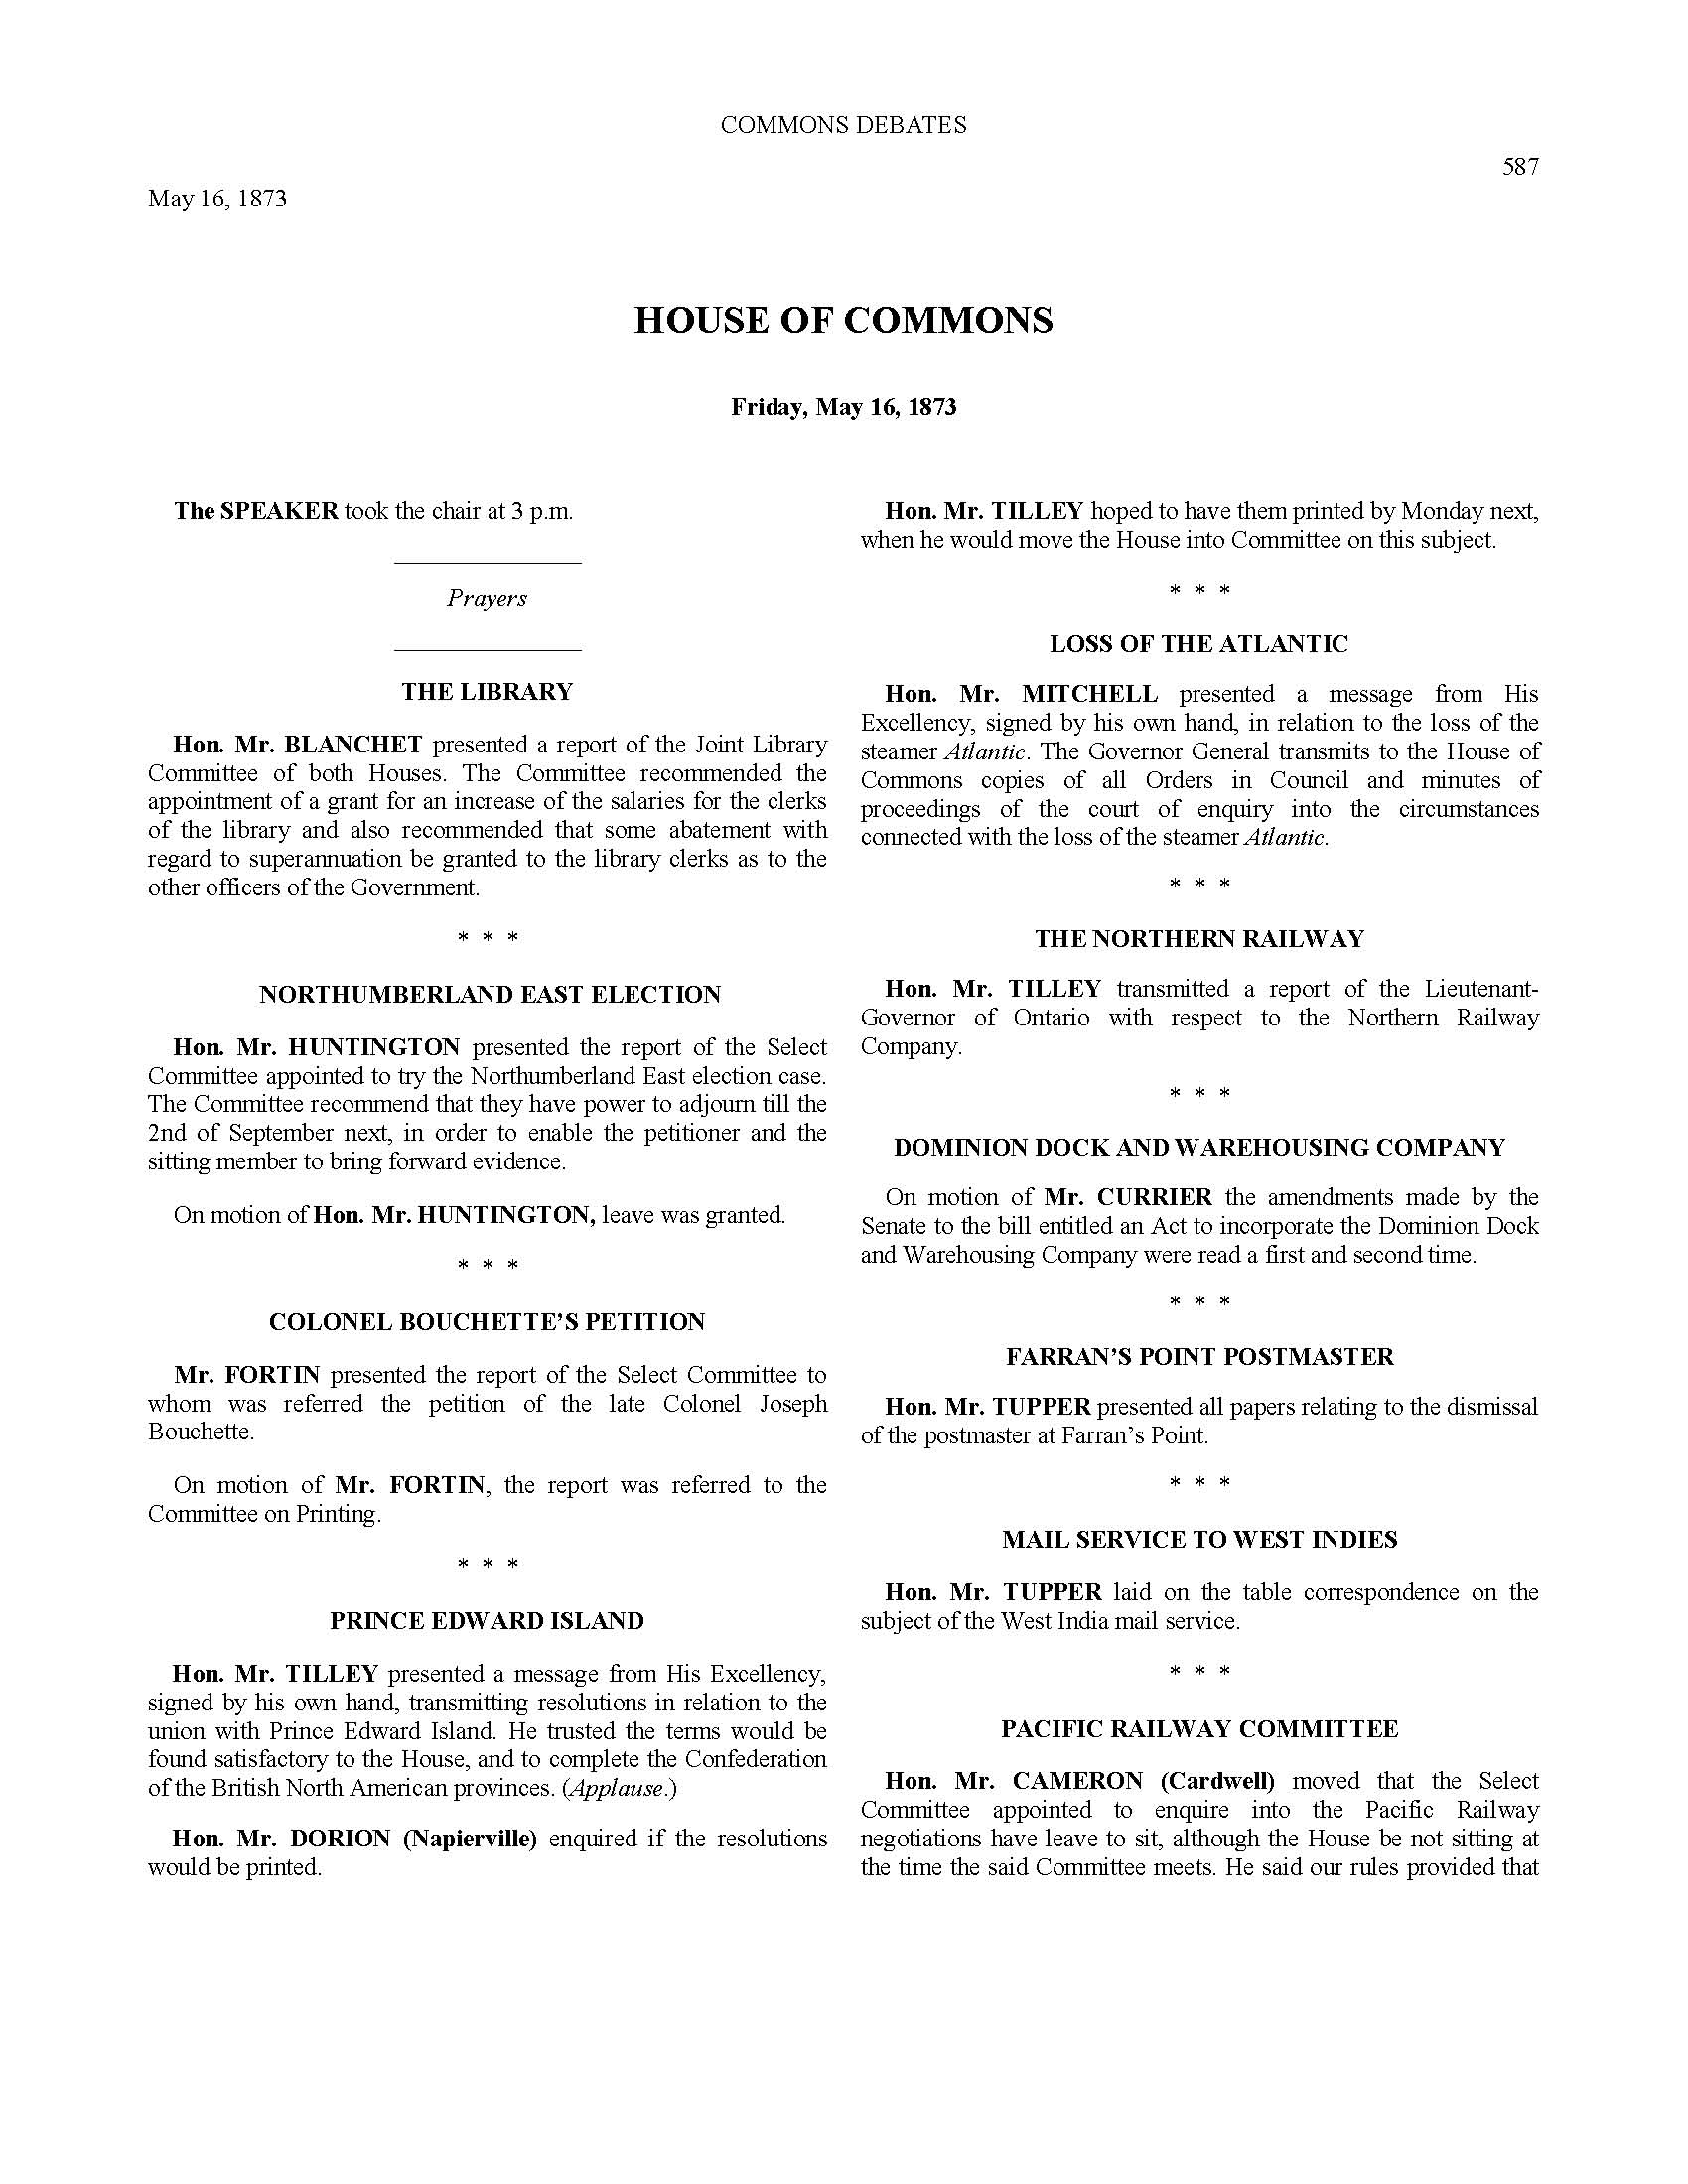 COMMONS DEBATES
587
May 16, 1873
HOUSE OF COMMONS
Friday, May 16, 1873
The SPEAKER took the chair at 3 p.m.
Prayers
THE LIBRARY
Hon. Mr. BLANCHET presented a report of the Joint Library
Committee of both Houses. The Committee recommended the
appointment of a grant for an increase of the salaries for the clerks
of the library and also recommended that some abatement with
regard to superannuation be granted to the library clerks as to the
other officers of the Government.
* * *
NORTHUMBERLAND EAST ELECTION
Hon. Mr. HUNTINGTON presented the report of the Select
Committee appointed to try the Northumberland East election case.
The Committee recommend that they have power to adjourn till the
2nd of September next, in order to enable the petitioner and the
sitting member to bring forward evidence.
On motion of Hon. Mr. HUNTINGTON, leave was granted.
* * *
COLONEL BOUCHETTE’S PETITION
Mr. FORTIN presented the report of the Select Committee to
whom was referred the petition of the late Colonel Joseph
Bouchette.
On motion of Mr. FORTIN, the report was referred to the
Committee on Printing.
* * *
PRINCE EDWARD ISLAND
Hon. Mr. TILLEY presented a message from His Excellency,
signed by his own hand, transmitting resolutions in relation to the
union with Prince Edward Island. He trusted the terms would be
found satisfactory to the House, and to complete the Confederation
of the British North American provinces. (Applause.)
Hon. Mr. DORION (Napierville) enquired if the resolutions
would be printed.
Hon. Mr. TILLEY hoped to have them printed by Monday next,
when he would move the House into Committee on this subject.
* * *
LOSS OF THE ATLANTIC
Hon. Mr. MITCHELL presented a message from His
Excellency, signed by his own hand, in relation to the loss of the
steamer Atlantic. The Governor General transmits to the House of
Commons copies of all Orders in Council and minutes of
proceedings of the court of enquiry into the circumstances
connected with the loss of the steamer Atlantic.
* * *
THE NORTHERN RAILWAY
Hon. Mr. TILLEY transmitted a report of the Lieutenant-
Governor of Ontario with respect to the Northern Railway
Company.
* * *
DOMINION DOCK AND WAREHOUSING COMPANY
On motion of Mr. CURRIER the amendments made by the
Senate to the bill entitled an Act to incorporate the Dominion Dock
and Warehousing Company were read a first and second time.
* * *
FARRAN’S POINT POSTMASTER
Hon. Mr. TUPPER presented all papers relating to the dismissal
of the postmaster at Farran’s Point.
* * *
MAIL SERVICE TO WEST INDIES
Hon. Mr. TUPPER laid on the table correspondence on the
subject of the West India mail service.
* * *
PACIFIC RAILWAY COMMITTEE
Hon. Mr. CAMERON (Cardwell) moved that the Select
Committee appointed to enquire into the Pacific Railway
negotiations have leave to sit, although the House be not sitting at
the time the said Committee meets. He said our rules provided that